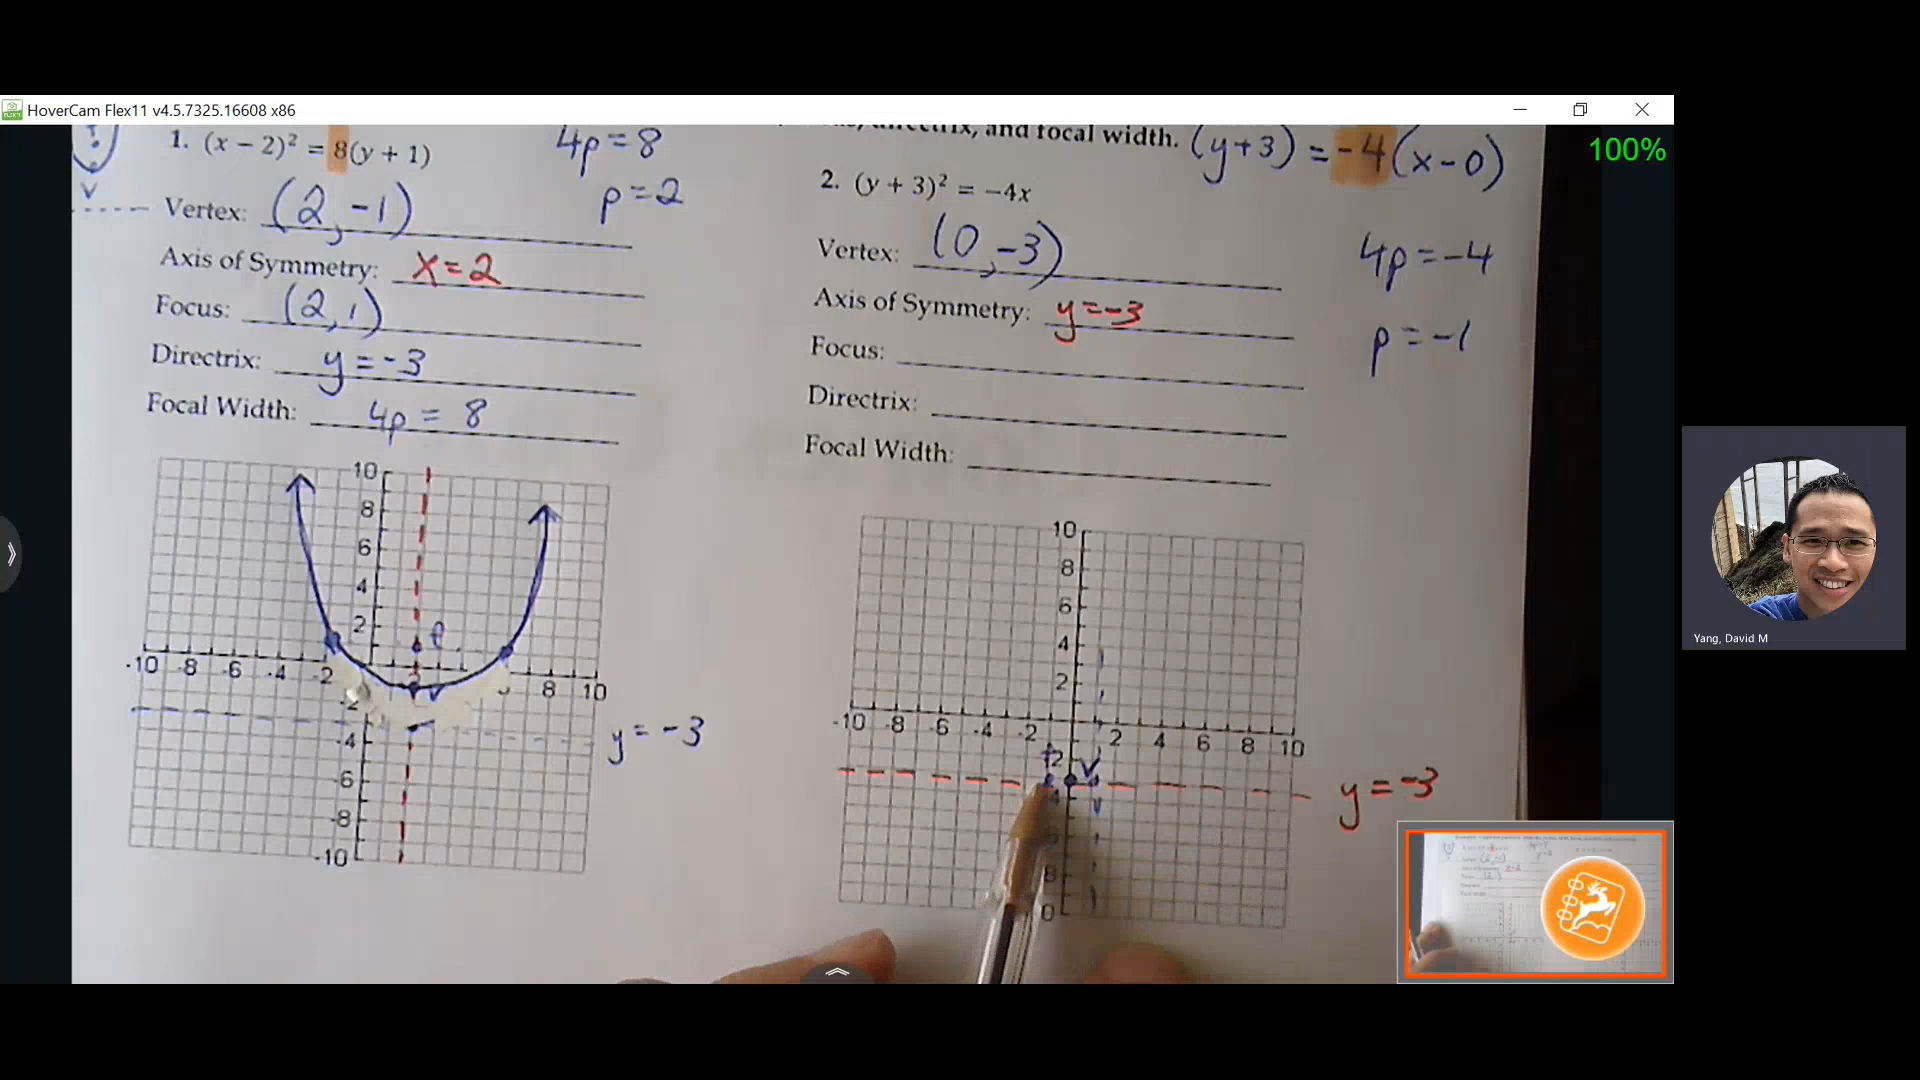 HoverCam Flex11 v4.5.7325.16608 x86
100%
1. (x − 2)² = 8(y + 1)
4p = 8
p = 2
Vertex: (2, -1)
Axis of Symmetry: x = 2
Focus: (2, 1)
Directrix: y = -3
Focal Width: 4p = 8
10
8
6
4
2
-10 -8 -6 -4 -2 8 10
-2
-4
-6
-8
-10
f
v
y = -3
directrix, and focal width.
(y+3) = -4(x-0)
2. (y + 3)² = −4x
4p = -4
p = -1
Vertex: (0, -3)
Axis of Symmetry: y = -3
Focus:
Directrix:
Focal Width:
10
8
6
4
2
-10 -8 -6 -4 -2 2 4 6 8 10
f
V
8
0
y = -3
Yang, David M